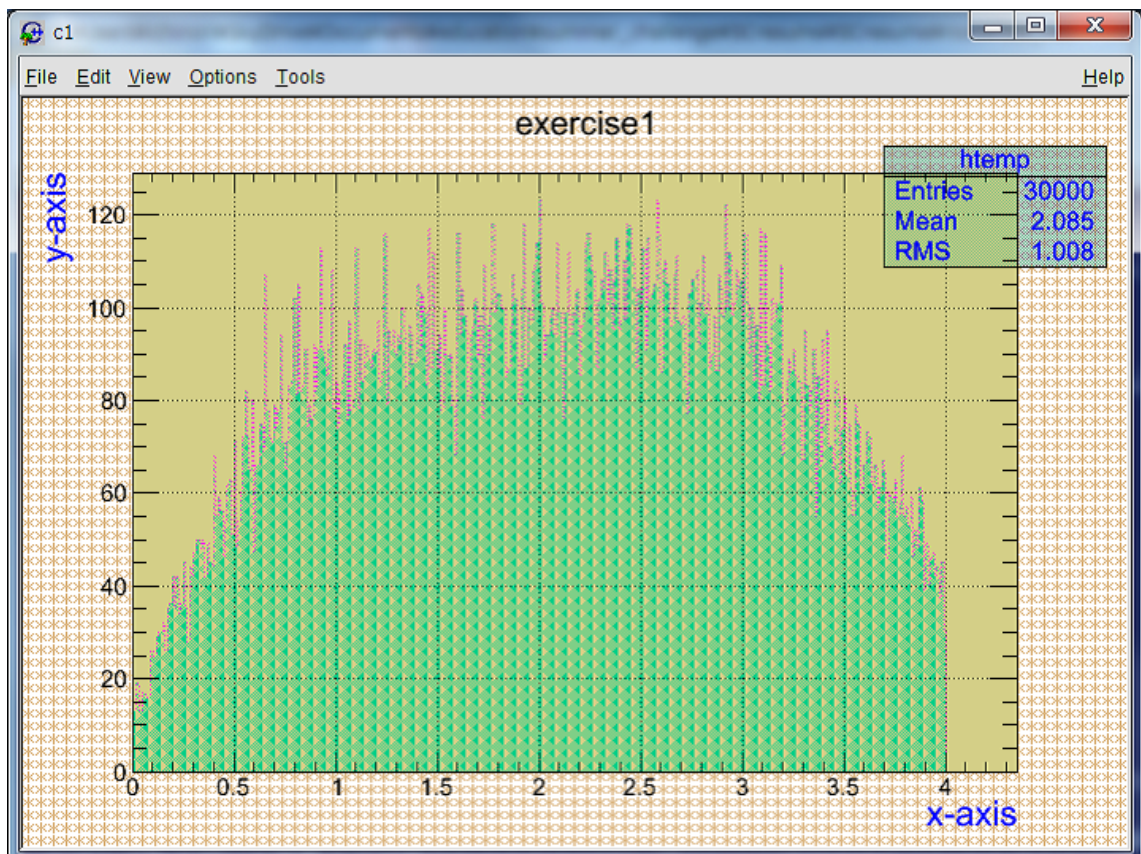 c1
File Edit View Options Tools Help
exercise1
htemp
Entries 30000
Mean 2.085
RMS 1.008
y-axis
120
100
80
60
40
20
0
0 0.5 1 1.5 2 2.5 3 3.5 4
x-axis